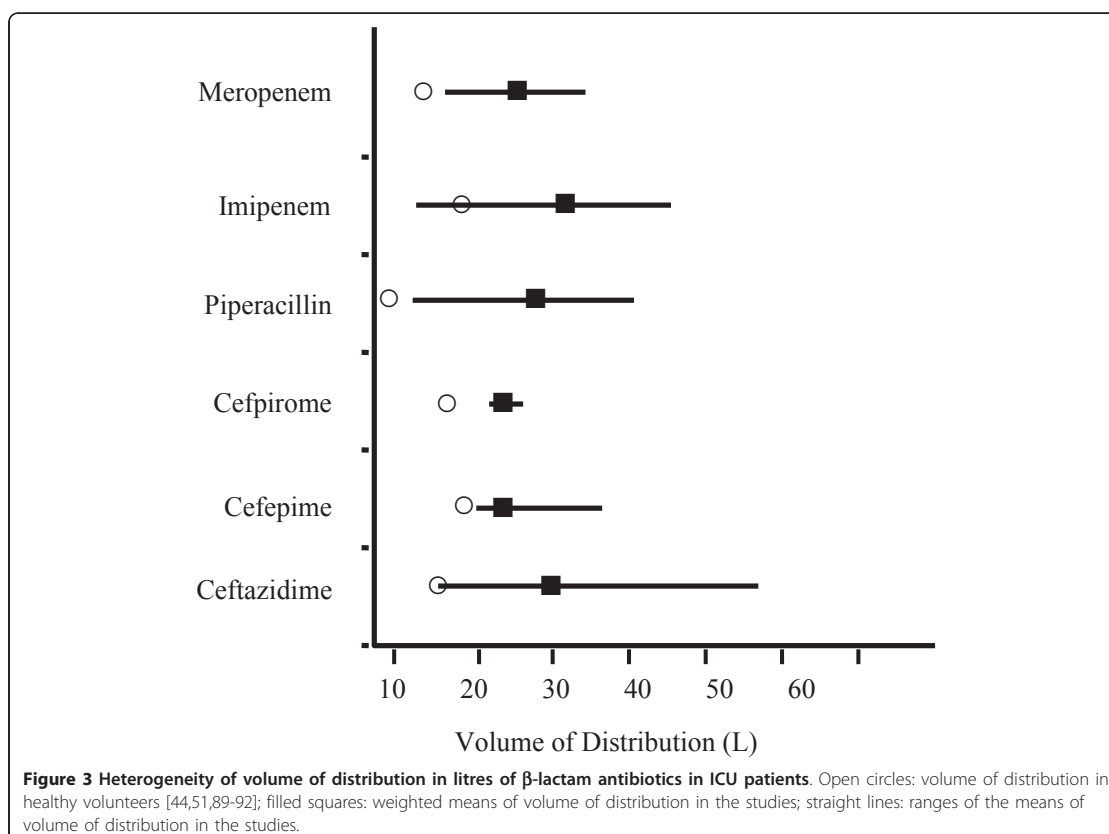 Meropenem
Imipenem
Piperacillin
Cefpirome
Cefepime
Ceftazidime
10 20 30 40 50 60
Volume of Distribution (L)
Figure 3 Heterogeneity of volume of distribution in litres of β-lactam antibiotics in ICU patients. Open circles: volume of distribution in
healthy volunteers [44,51,89-92]; filled squares: weighted means of volume of distribution in the studies; straight lines: ranges of the means of
volume of distribution in the studies.